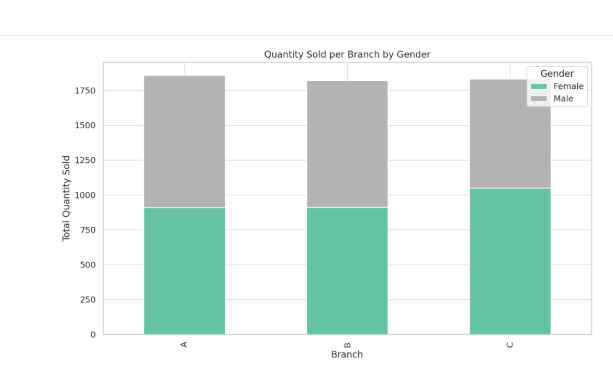 Quantity Sold per Branch by Gender
Gender
Female
Male
1750
1500
1250
1000
750
500
250
0
Total Quantity Sold
A
B
C
Branch